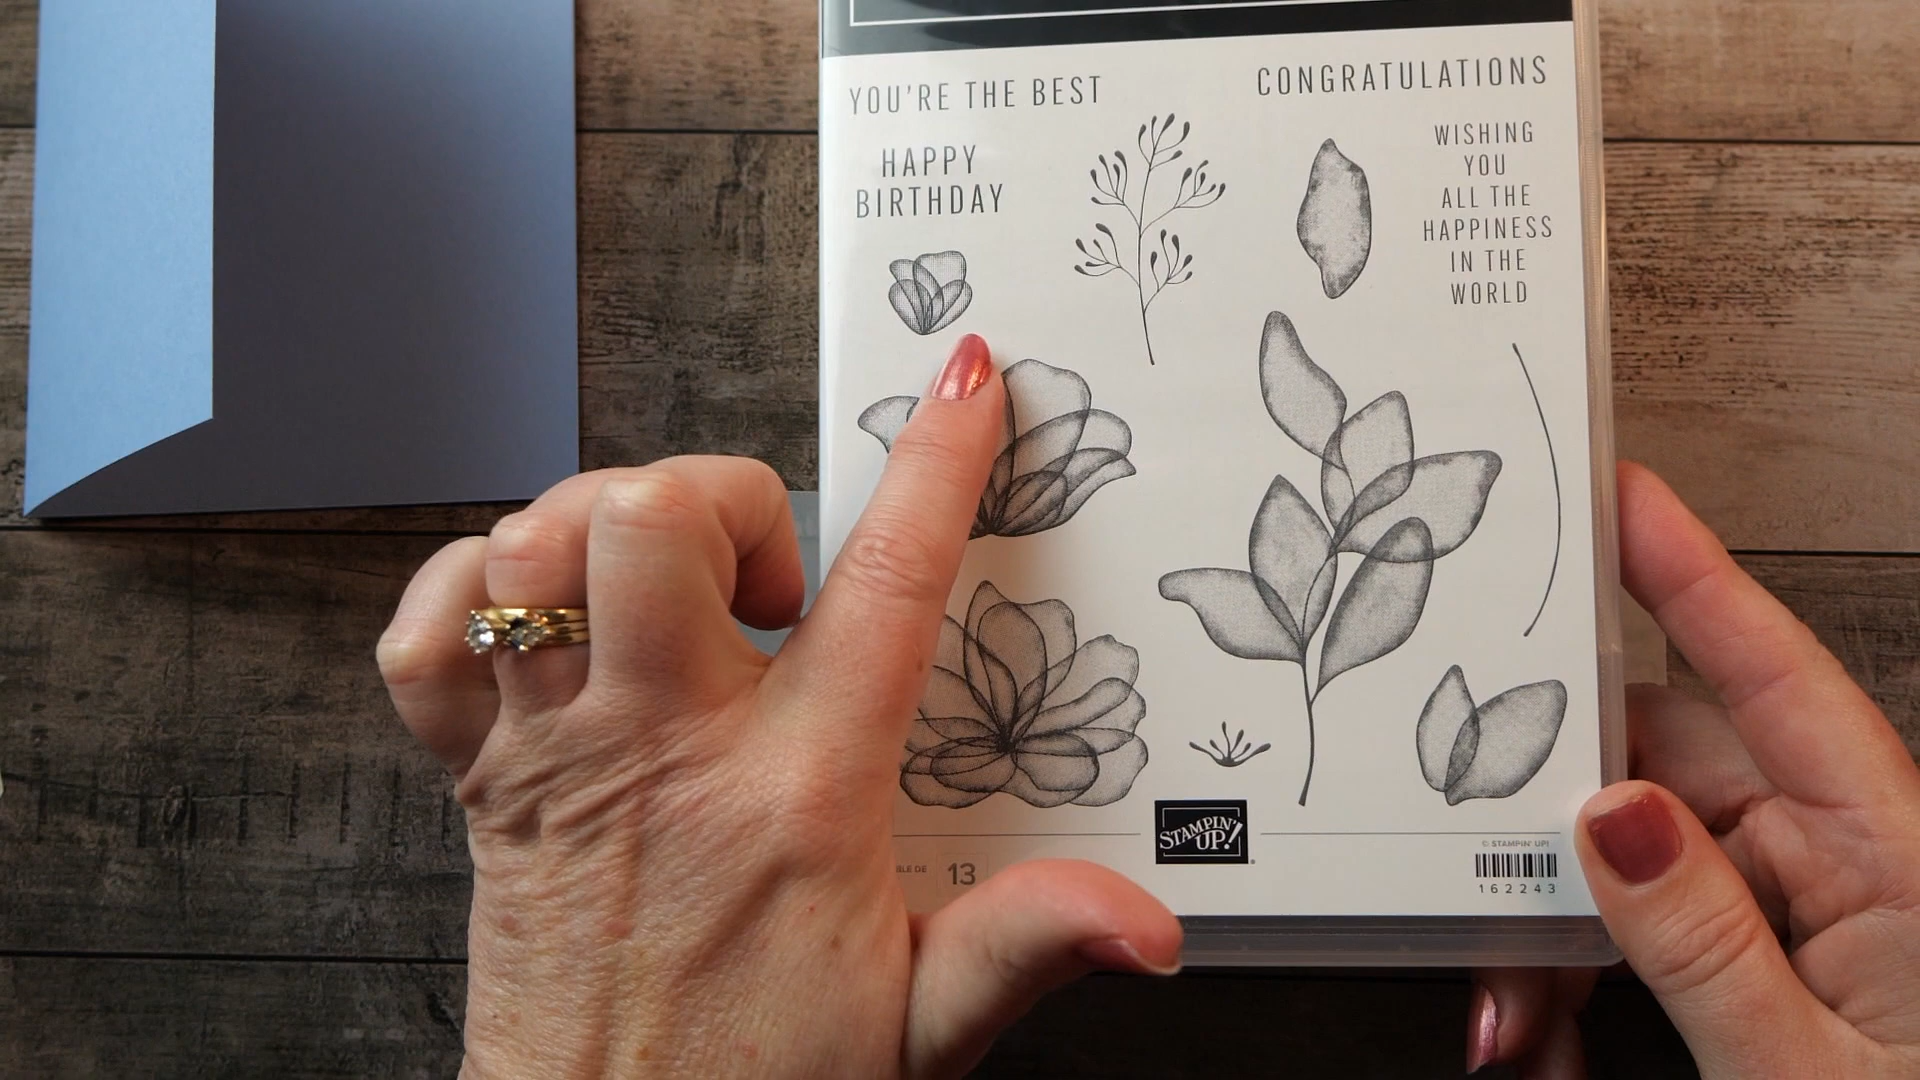 YOU'RE THE BEST
CONGRATULATIONS
HAPPY
BIRTHDAY
WISHING
YOU
ALL THE
HAPPINESS
IN THE
WORLD
STAMPIN'
UP!
© STAMPIN' UP!
162243
DE
13